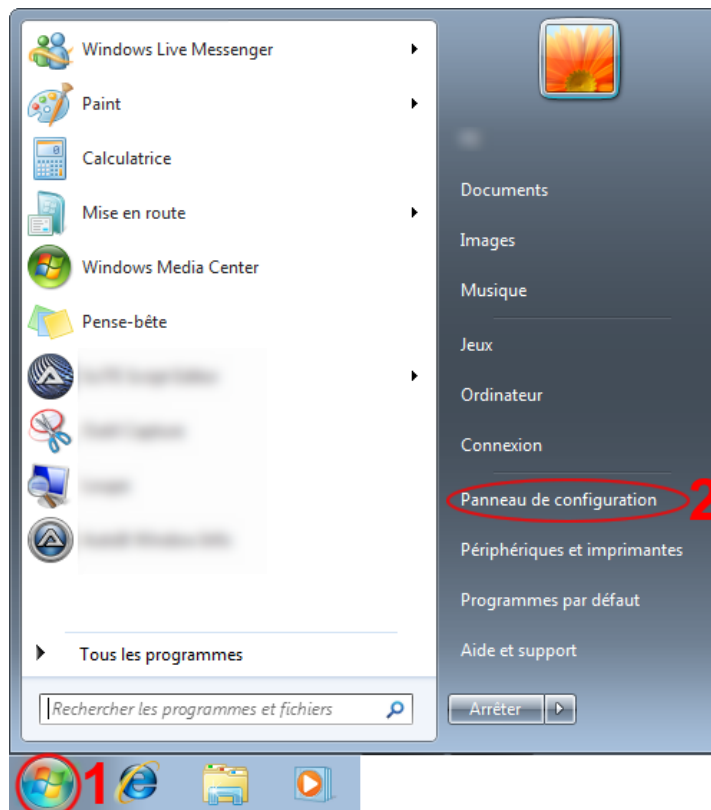 Windows Live Messenger
Paint
Calculatrice
Mise en route
Windows Media Center
Pense-bête
Tous les programmes
Rechercher les programmes et fichiers
Documents
Images
Musique
Jeux
Ordinateur
Connexion
Panneau de configuration 2
Périphériques et imprimantes
Programmes par défaut
Aide et support
Arrêter
1